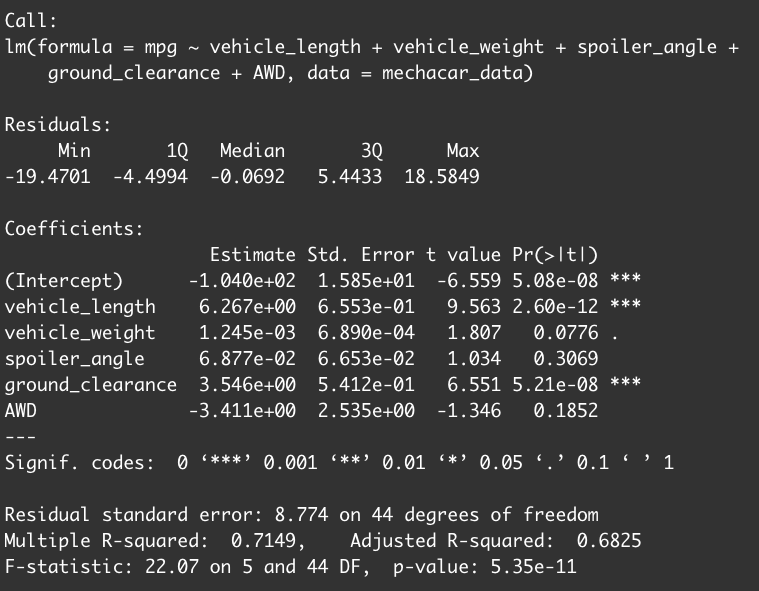 Call:
lm(formula = mpg ~ vehicle_length + vehicle_weight + spoiler_angle +
    ground_clearance + AWD, data = mechacar_data)

Residuals:
     Min       1Q   Median       3Q      Max
-19.4701  -4.4994  -0.0692   5.4433  18.5849

Coefficients:
                   Estimate Std. Error t value Pr(>|t|)
(Intercept)      -1.040e+02  1.585e+01  -6.559 5.08e-08 ***
vehicle_length    6.267e+00  6.553e-01   9.563 2.60e-12 ***
vehicle_weight    1.245e-03  6.890e-04   1.807   0.0776 .
spoiler_angle     6.877e-02  6.653e-02   1.034   0.3069
ground_clearance  3.546e+00  5.412e-01   6.551 5.21e-08 ***
AWD              -3.411e+00  2.535e+00  -1.346   0.1852
---
Signif. codes:  0 ‘***’ 0.001 ‘**’ 0.01 ‘*’ 0.05 ‘.’ 0.1 ‘ ’ 1

Residual standard error: 8.774 on 44 degrees of freedom
Multiple R-squared:  0.7149,    Adjusted R-squared:  0.6825
F-statistic: 22.07 on 5 and 44 DF,  p-value: 5.35e-11